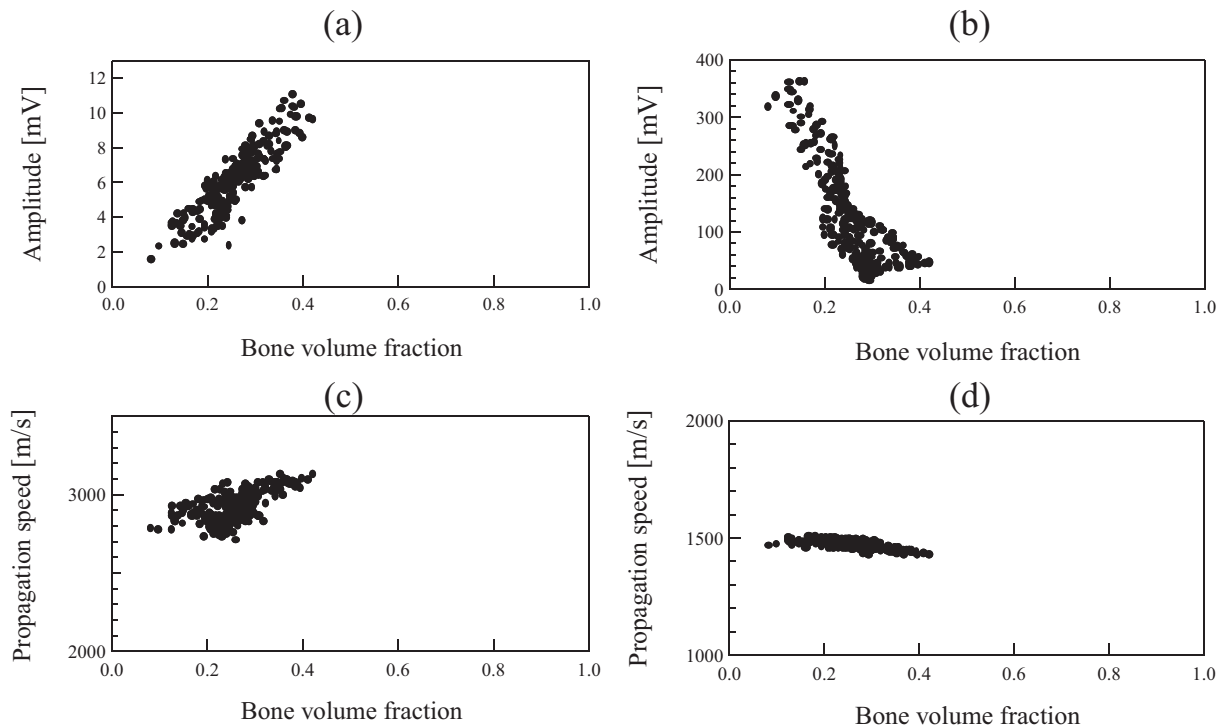 (a)
Amplitude [mV]
12
10
8
6
4
2
0
0.0 0.2 0.4 0.6 0.8 1.0
Bone volume fraction
(b)
Amplitude [mV]
400
300
200
100
0
0.0 0.2 0.4 0.6 0.8 1.0
Bone volume fraction
(c)
Propagation speed [m/s]
3000
2000
0.0 0.2 0.4 0.6 0.8 1.0
Bone volume fraction
(d)
Propagation speed [m/s]
2000
1500
1000
0.0 0.2 0.4 0.6 0.8 1.0
Bone volume fraction